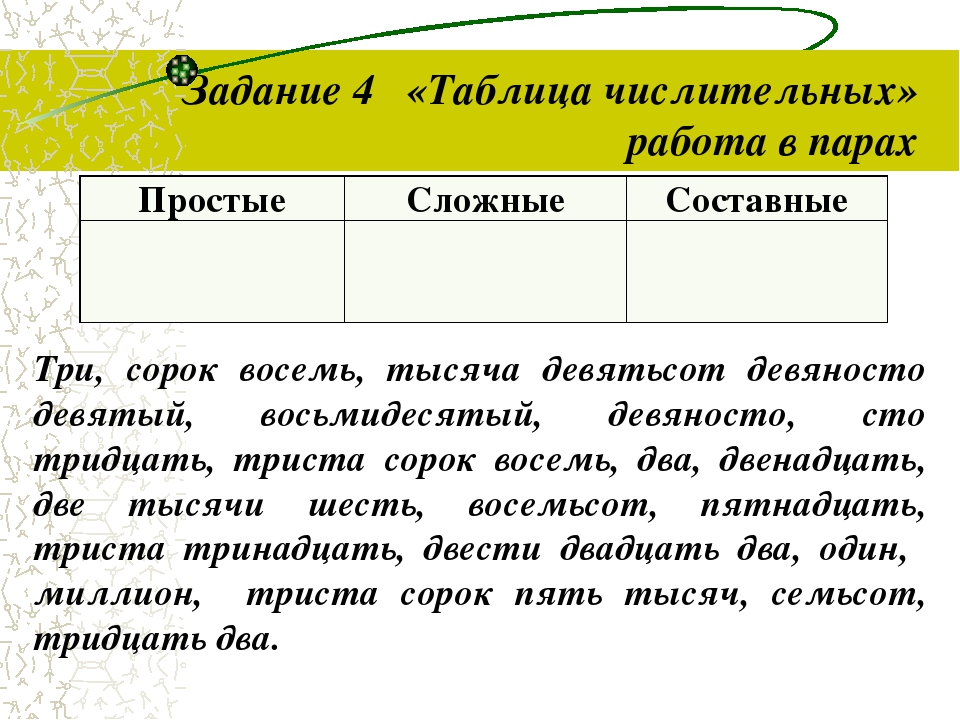 Задание 4 «Таблица числительных»
работа в парах
Простые Сложные Составные
Три, сорок восемь, тысяча девятьсот девяносто
девятый, восьмидесятый, девяносто, сто
тридцать, триста сорок восемь, два, двенадцать,
две тысячи шесть, восемьсот, пятнадцать,
триста тринадцать, двести двадцать два, один,
миллион, триста сорок пять тысяч, семьсот,
тридцать два.